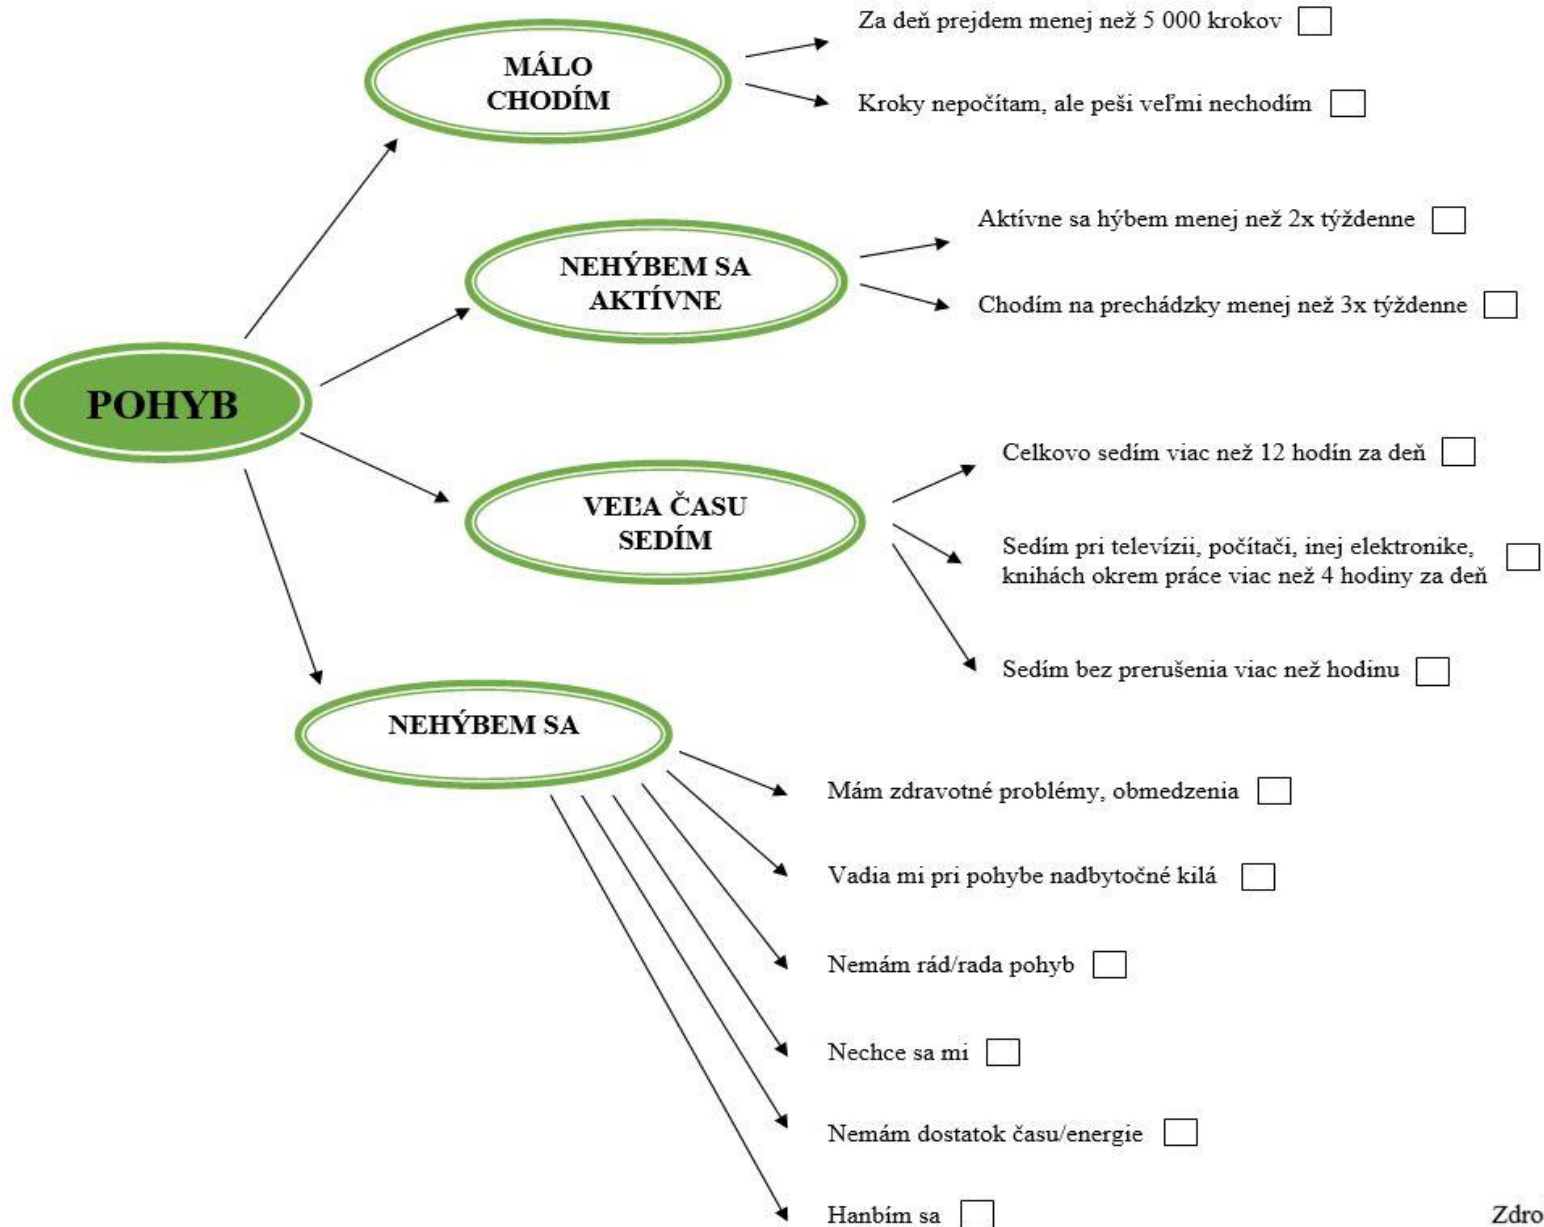 POHYB
MÁLO
CHODÍM
Za deň prejdem menej než 5 000 krokov
Kroky nepočítam, ale peši veľmi nechodím
NEHÝBEM SA
AKTÍVNE
Aktívne sa hýbem menej než 2x týždenne
Chodím na prechádzky menej než 3x týždenne
VEĽA ČASU
SEDÍM
Celkovo sedím viac než 12 hodín za deň
Sedím pri televízii, počítači, inej elektronike,
knihách okrem práce viac než 4 hodiny za deň
Sedím bez prerušenia viac než hodinu
NEHÝBEM SA
Mám zdravotné problémy, obmedzenia
Vadia mi pri pohybe nadbytočné kilá
Nemám rád/rada pohyb
Nechce sa mi
Nemám dostatok času/energie
Hanbím sa
Zdro